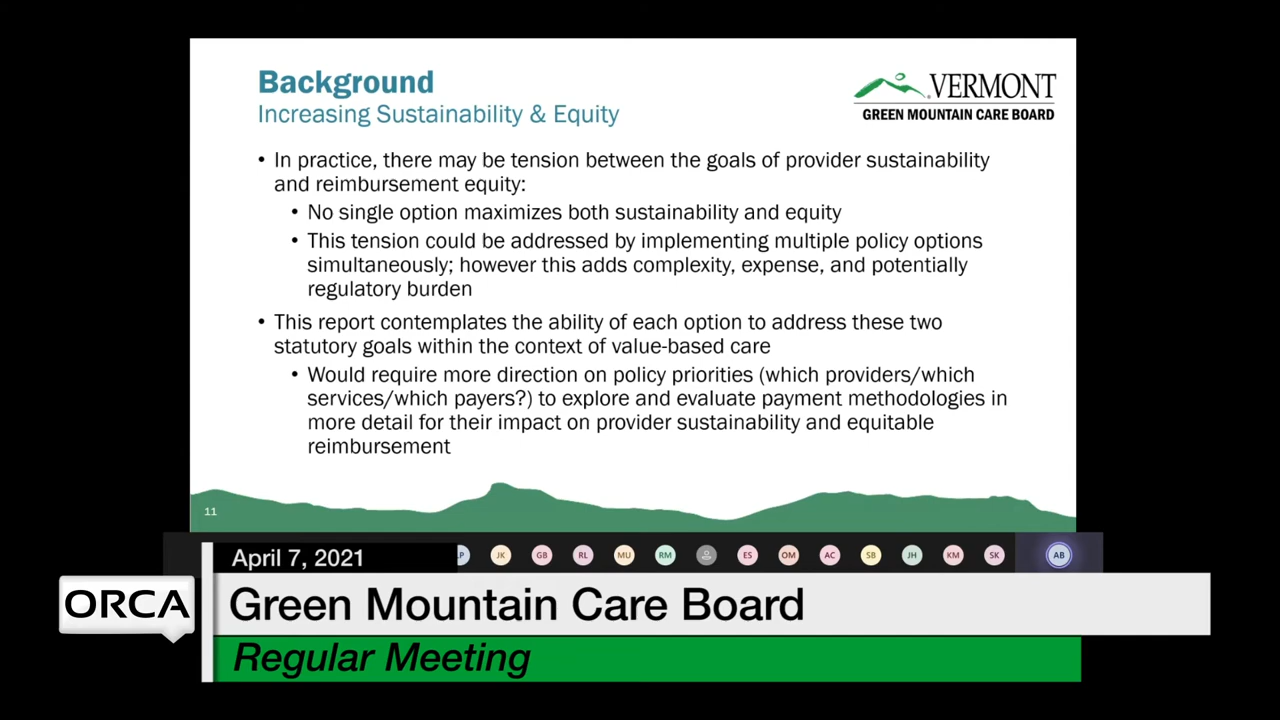 Background
Increasing Sustainability & Equity
VERMONT
GREEN MOUNTAIN CARE BOARD
• In practice, there may be tension between the goals of provider sustainability
and reimbursement equity:
• No single option maximizes both sustainability and equity
• This tension could be addressed by implementing multiple policy options
simultaneously; however this adds complexity, expense, and potentially
regulatory burden
• This report contemplates the ability of each option to address these two
statutory goals within the context of value-based care
• Would require more direction on policy priorities (which providers/which
services/which payers?) to explore and evaluate payment methodologies in
more detail for their impact on provider sustainability and equitable
reimbursement
11
April 7, 2021
JK GB RL MU RM ES OM AC SB JH KM SK AB
ORCA
Green Mountain Care Board
Regular Meeting